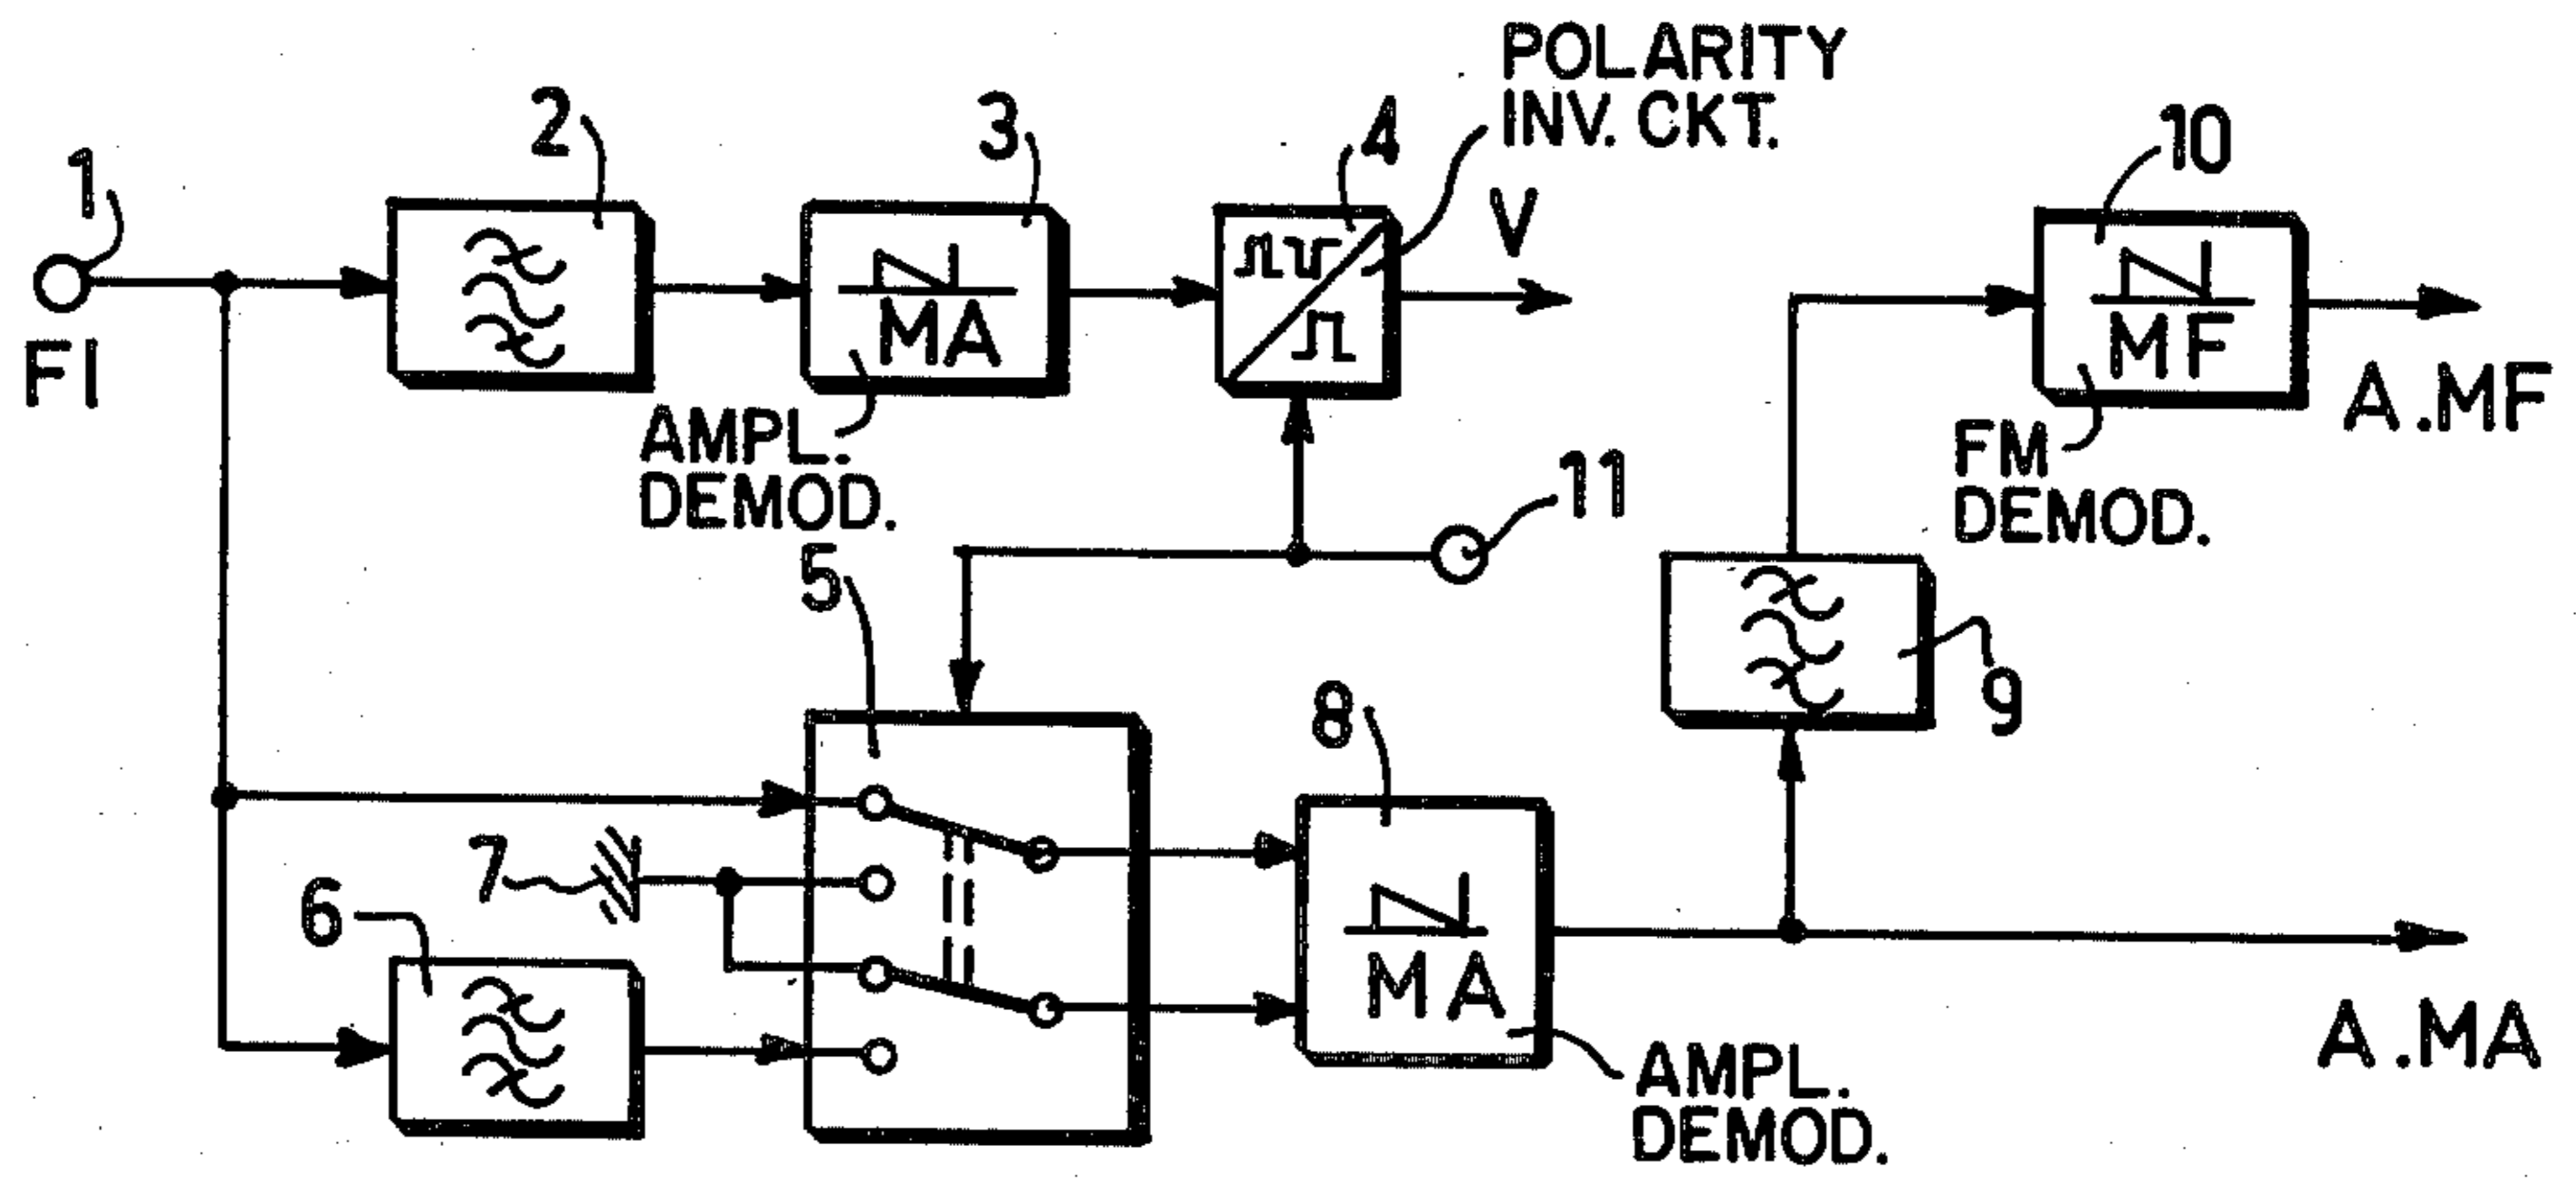 POLARITY
INV. CKT.
1
2
3
4
10
V
FI
MA
MF
AMPL.
DEMOD.
A.MF
FM
DEMOD.
11
5
9
8
7
6
MA
A.MA
AMPL.
DEMOD.